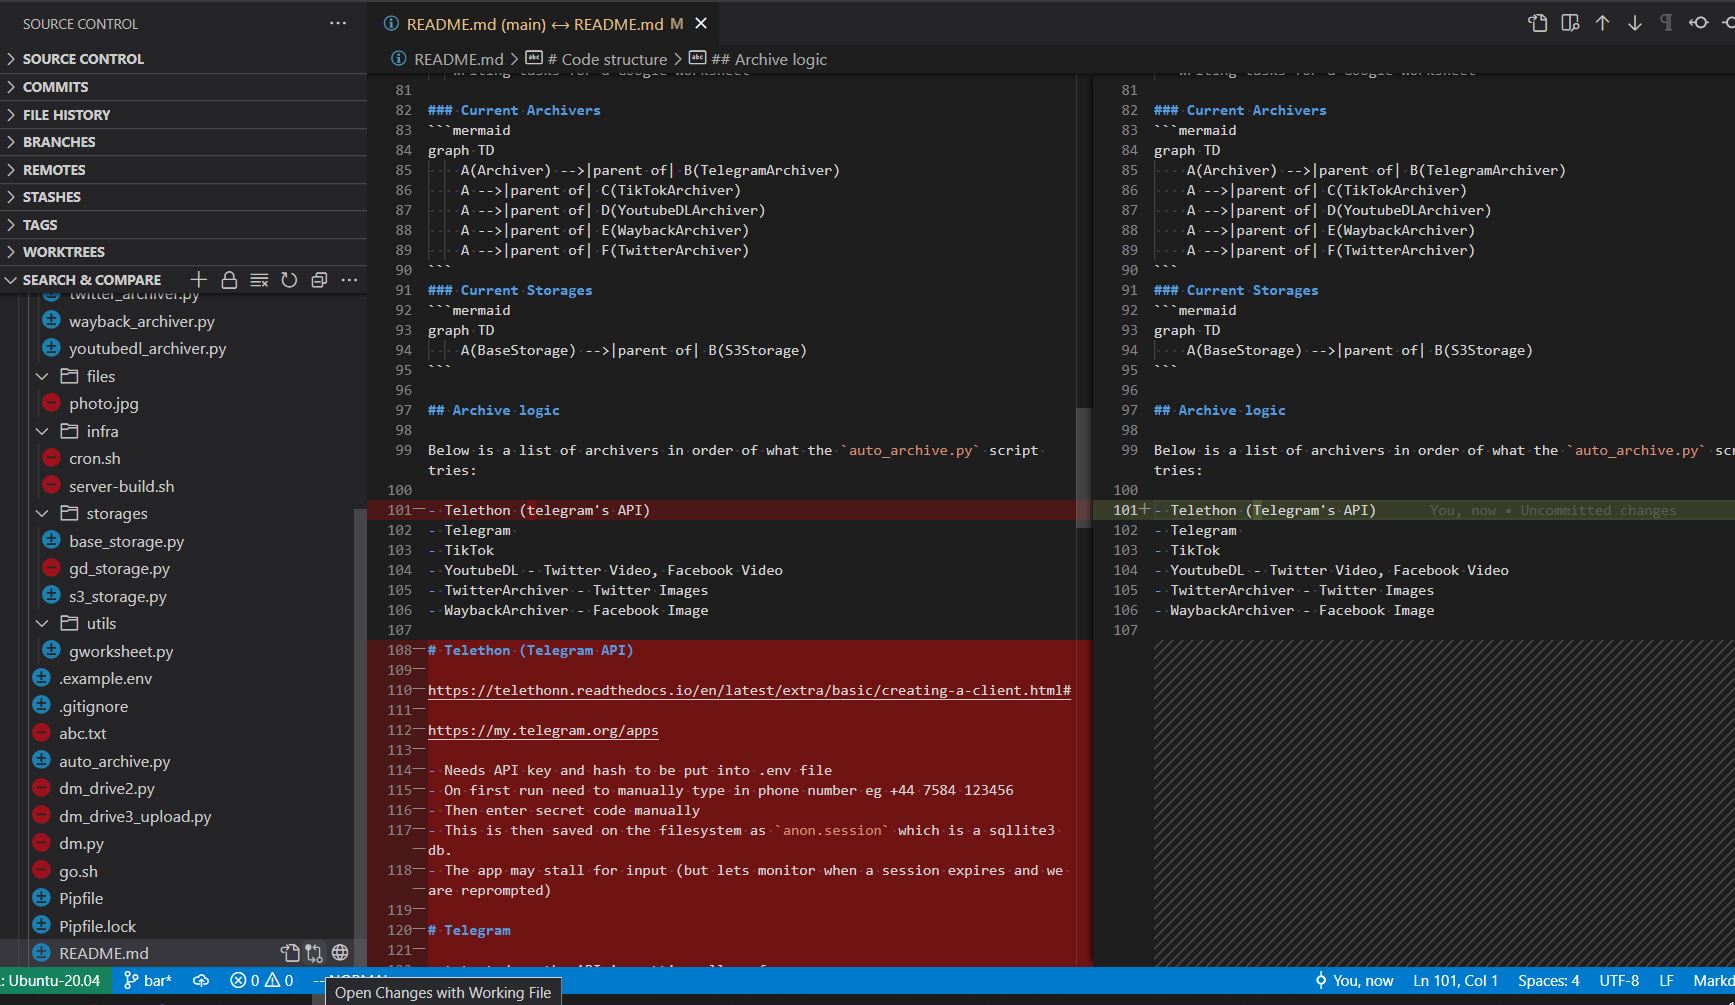 SOURCE CONTROL
SOURCE CONTROL
COMMITS
FILE HISTORY
BRANCHES
REMOTES
STASHES
TAGS
WORKTREES
SEARCH & COMPARE
twitter_archiver.py
wayback_archiver.py
youtubedl_archiver.py
files
photo.jpg
infra
cron.sh
server-build.sh
storages
base_storage.py
gd_storage.py
s3_storage.py
utils
gworksheet.py
.example.env
.gitignore
abc.txt
auto_archive.py
dm_drive2.py
dm_drive3_upload.py
dm.py
go.sh
Pipfile
Pipfile.lock
README.md
README.md (main) ↔ README.md M
README.md > # Code structure > ## Archive logic
writing tasks for a Google worksheet
81
82 ### Current Archivers
83 ```mermaid
84 graph TD
85 A(Archiver) -->|parent of| B(TelegramArchiver)
86 A -->|parent of| C(TikTokArchiver)
87 A -->|parent of| D(YoutubeDLArchiver)
88 A -->|parent of| E(WaybackArchiver)
89 A -->|parent of| F(TwitterArchiver)
90 ```
91 ### Current Storages
92 ```mermaid
93 graph TD
94 A(BaseStorage) -->|parent of| B(S3Storage)
95 ```
96
97 ## Archive logic
98
99 Below is a list of archivers in order of what the `auto_archive.py` script
tries:
100
101— - Telethon (telegram's API)
102 - Telegram
103 - TikTok
104 - YoutubeDL - Twitter Video, Facebook Video
105 - TwitterArchiver - Twitter Images
106 - WaybackArchiver - Facebook Image
107
108— # Telethon (Telegram API)
109—
110— https://telethonn.readthedocs.io/en/latest/extra/basic/creating-a-client.html#
111—
112— https://my.telegram.org/apps
113—
114— - Needs API key and hash to be put into .env file
115— - On first run need to manually type in phone number eg +44 7584 123456
116— - Then enter secret code manually
117— - This is then saved on the filesystem as `anon.session` which is a sqllite3
— db.
118— - The app may stall for input (but lets monitor when a session expires and we
— are reprompted)
119—
120— # Telegram
121—
writing tasks for a Google worksheet
81
82 ### Current Archivers
83 ```mermaid
84 graph TD
85 A(Archiver) -->|parent of| B(TelegramArchiver)
86 A -->|parent of| C(TikTokArchiver)
87 A -->|parent of| D(YoutubeDLArchiver)
88 A -->|parent of| E(WaybackArchiver)
89 A -->|parent of| F(TwitterArchiver)
90 ```
91 ### Current Storages
92 ```mermaid
93 graph TD
94 A(BaseStorage) -->|parent of| B(S3Storage)
95 ```
96
97 ## Archive logic
98
99 Below is a list of archivers in order of what the `auto_archive.py` scr
tries:
100
101+ - Telethon (Telegram's API) You, now • Uncommitted changes
102 - Telegram
103 - TikTok
104 - YoutubeDL - Twitter Video, Facebook Video
105 - TwitterArchiver - Twitter Images
106 - WaybackArchiver - Facebook Image
107
: Ubuntu-20.04 bar* 0 0 -- NORMAL
You, now Ln 101, Col 1 Spaces: 4 UTF-8 LF Markd
Open Changes with Working File